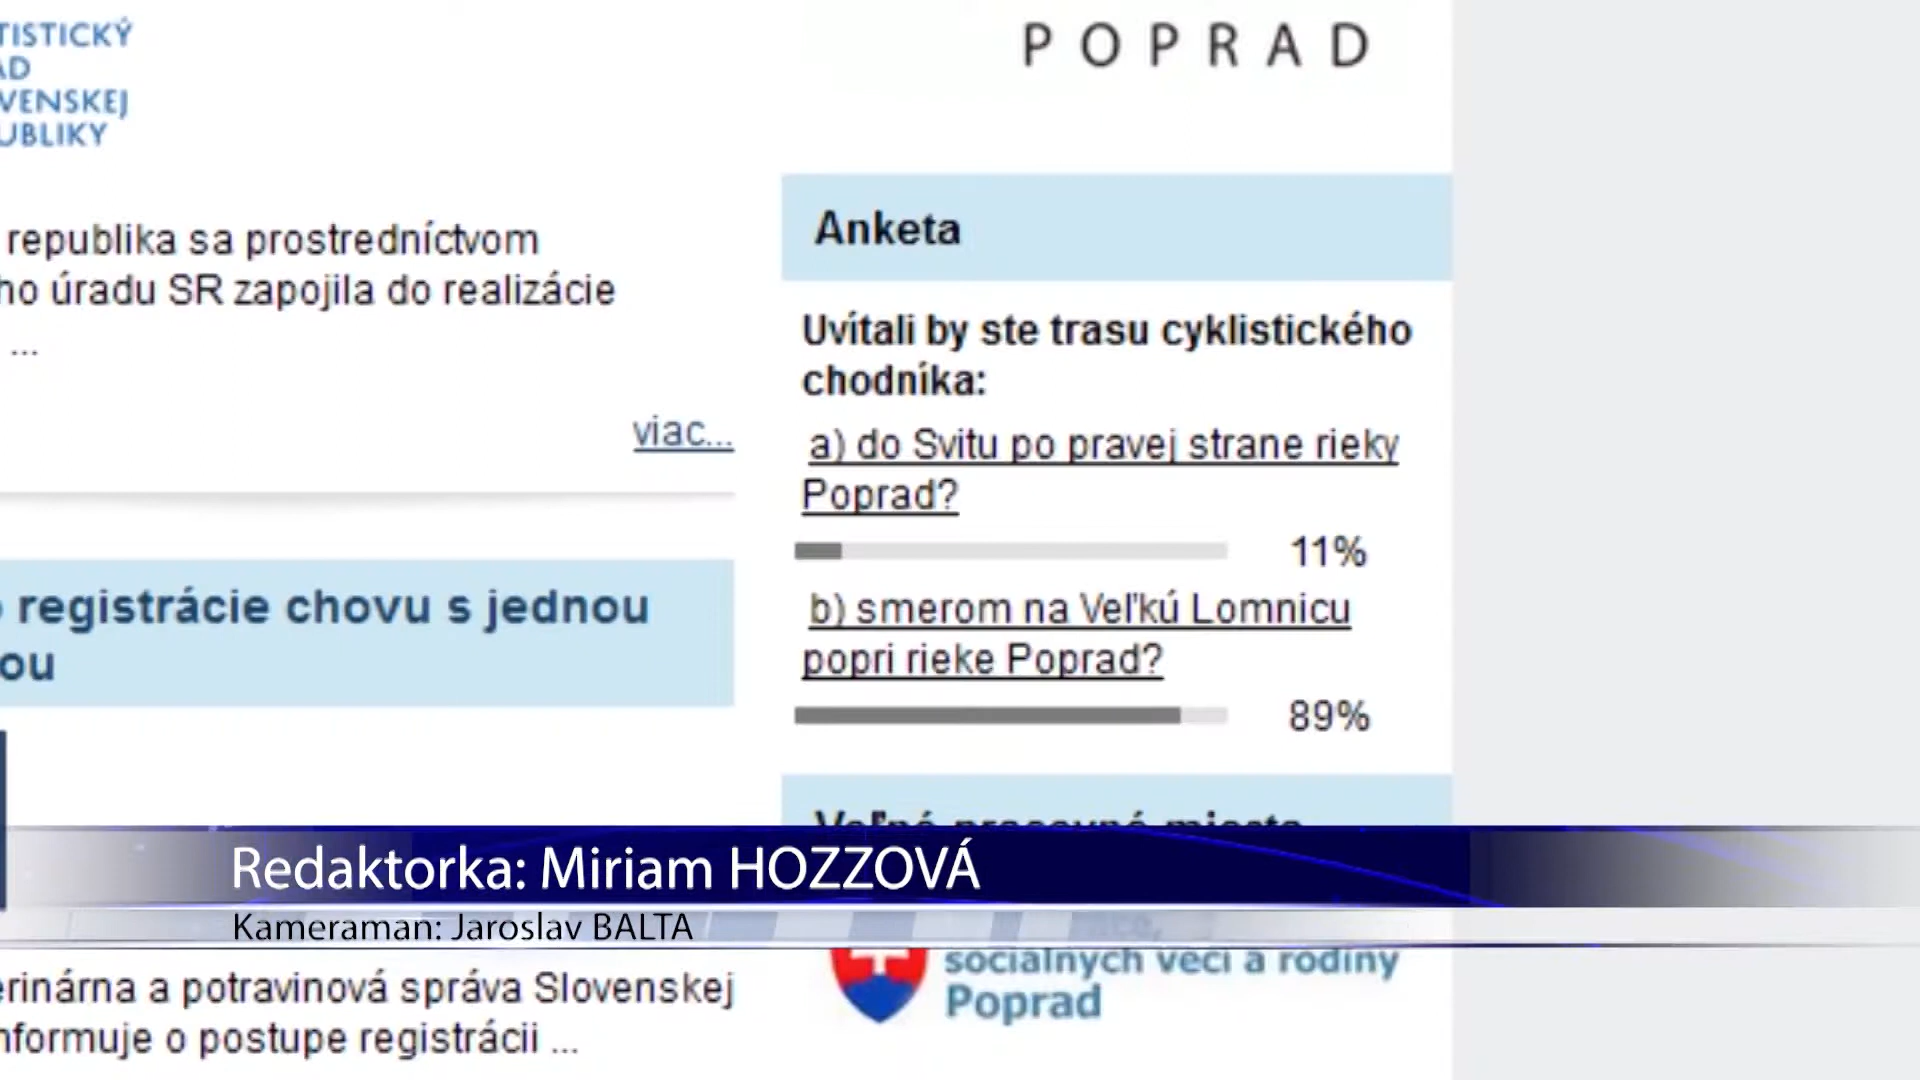 TISTICKÝ
AD
VENSKEJ
UBLIKY
POPRAD
republika sa prostredníctvom
ho úradu SR zapojila do realizácie
...
viac...
registrácie chovu s jednou
ou
erinárna a potravinová správa Slovenskej
nformuje o postupe registrácii ...
Anketa
Uvítali by ste trasu cyklistického
chodníka:
a) do Svitu po pravej strane rieky
Poprad?
11%
b) smerom na Veľkú Lomnicu
popri rieke Poprad?
89%
Voľné pracovné miesta
sociálnych vecí a rodiny
Poprad
Redaktorka: Miriam HOZZOVÁ
Kameraman: Jaroslav BALTA